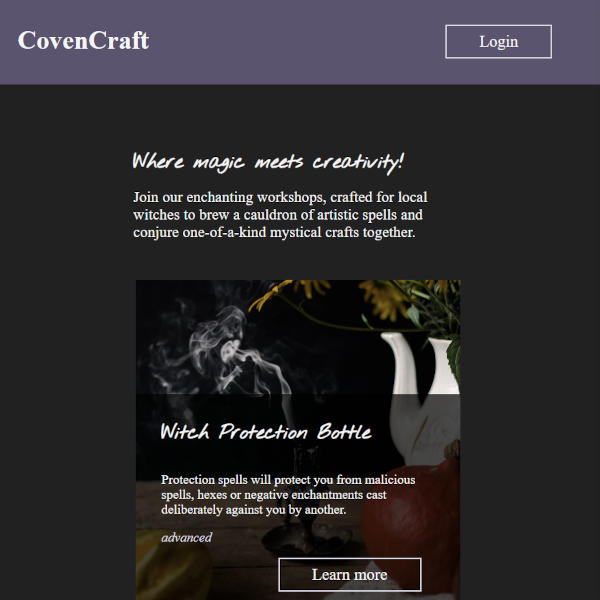 CovenCraft
Login
Where magic meets creativity!
Join our enchanting workshops, crafted for local
witches to brew a cauldron of artistic spells and
conjure one-of-a-kind mystical crafts together.
Witch Protection Bottle
Protection spells will protect you from malicious
spells, hexes or negative enchantments cast
deliberately against you by another.
advanced
Learn more